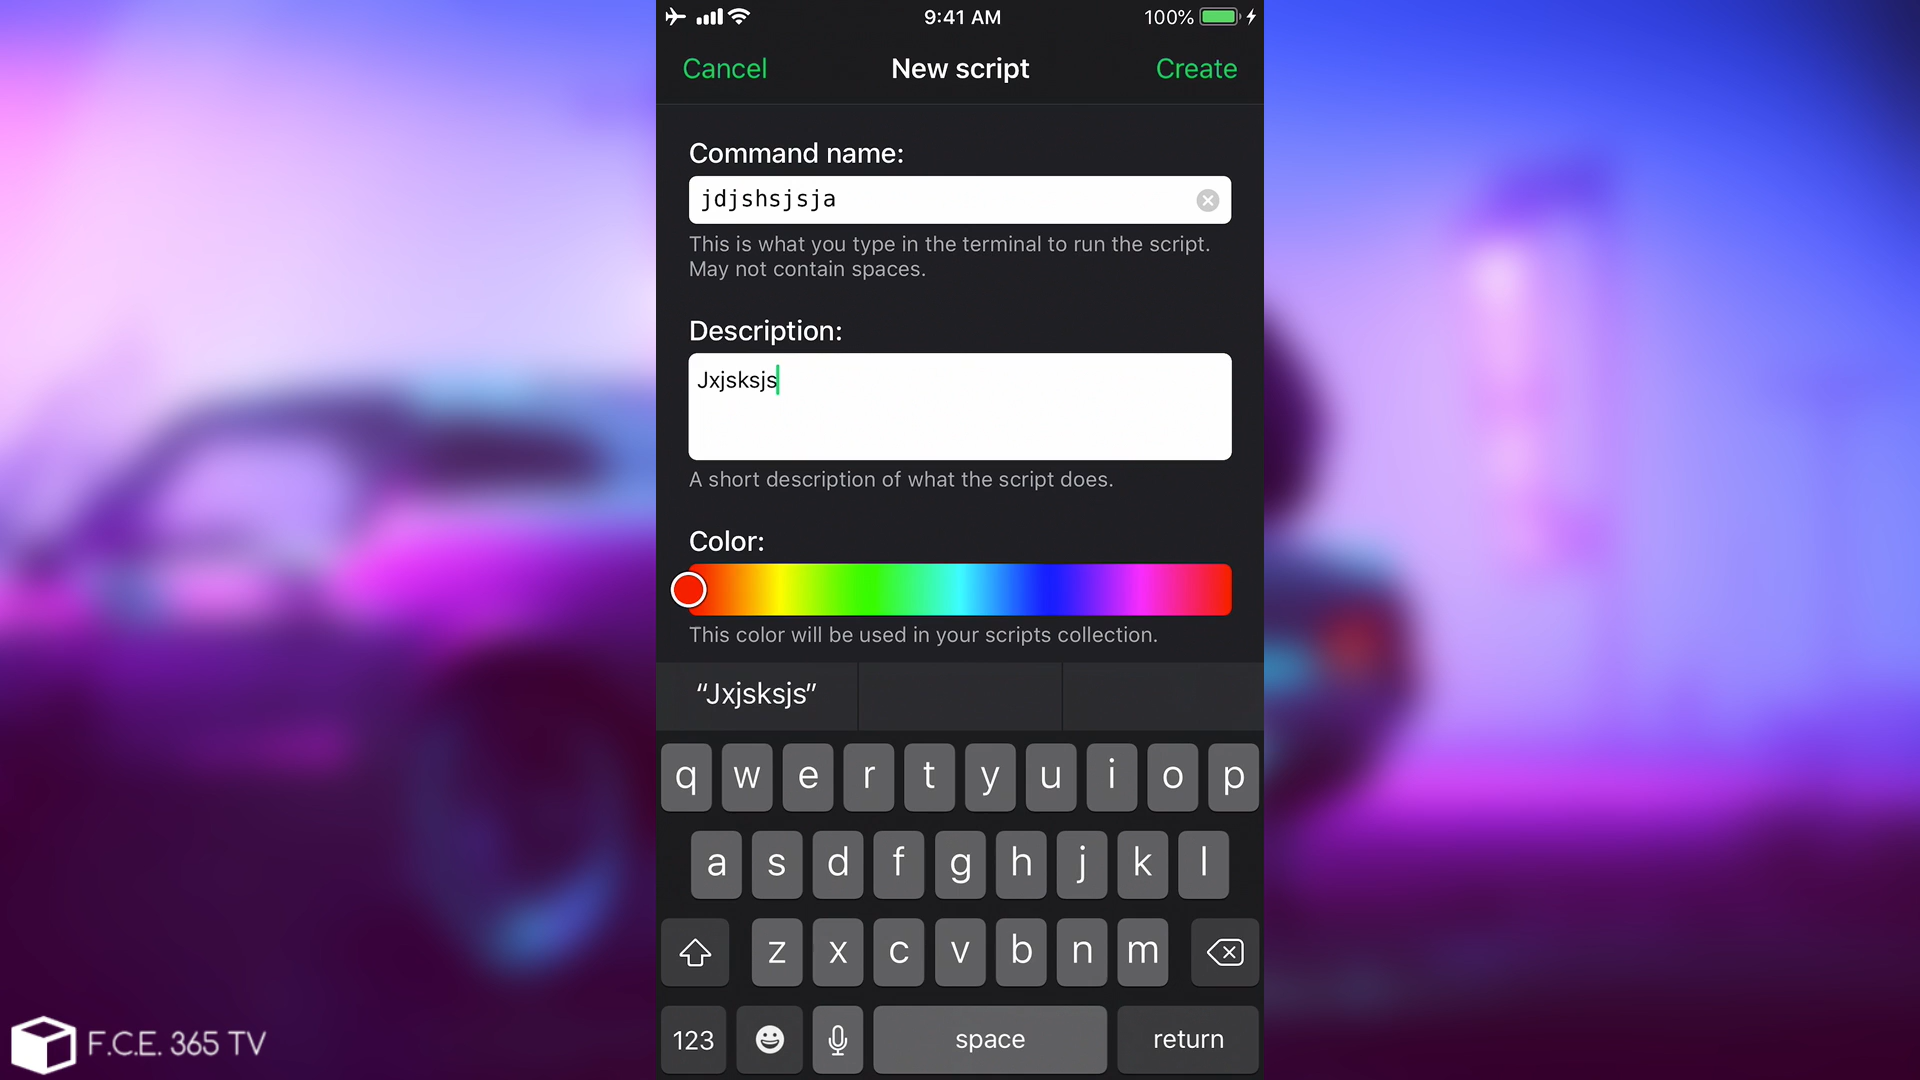 9:41 AM
100%
Cancel
New script
Create
Command name:
jdjshsjsja
This is what you type in the terminal to run the script.
May not contain spaces.
Description:
Jxjsksjs
A short description of what the script does.
Color:
This color will be used in your scripts collection.
“Jxjsksjs”
q w e r t y u i o p
a s d f g h j k l
z x c v b n m
123
space
return
F.C.E. 365 TV